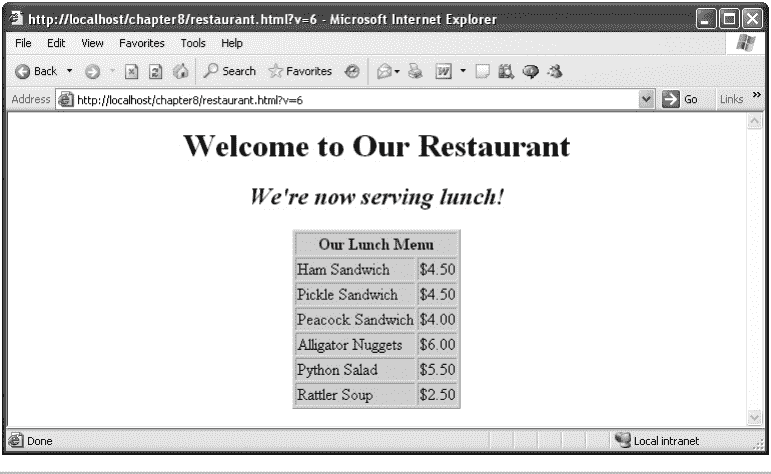 http://localhost/chapter8/restaurant.html?v=6 - Microsoft Internet Explorer
File Edit View Favorites Tools Help
Back Search Favorites
Address http://localhost/chapter8/restaurant.html?v=6 Go Links »
Welcome to Our Restaurant
We're now serving lunch!
Our Lunch Menu
Ham Sandwich $4.50
Pickle Sandwich $4.50
Peacock Sandwich $4.00
Alligator Nuggets $6.00
Python Salad $5.50
Rattler Soup $2.50
Done Local intranet